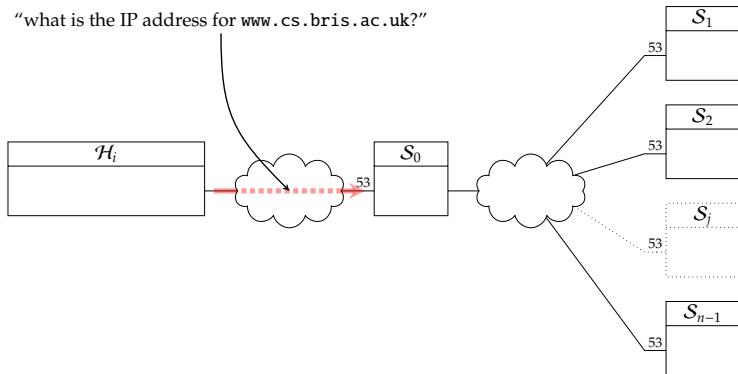 “what is the IP address for www.cs.bris.ac.uk?”
S₁
53
S₂
53
Hᵢ
S₀
53
Sⱼ
53
Sₙ₋₁
53